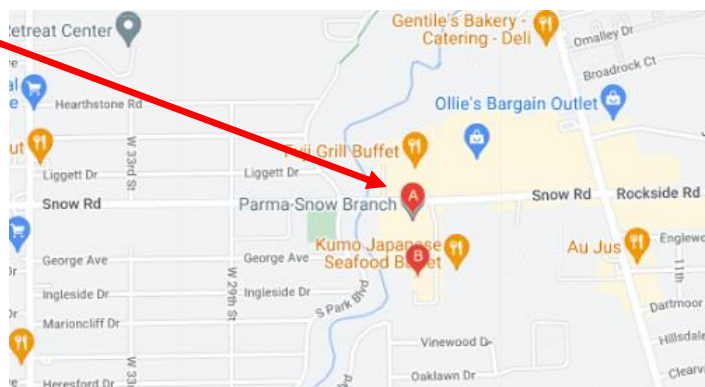 Retreat Center
Gentile's Bakery -
Catering - Deli
Omalley Dr
Broadrock Ct
Hearthstone Rd
Ollie's Bargain Outlet
W 33rd St
Fuji Grill Buffet
Liggett Dr
Liggett Dr
Snow Rd
Parma-Snow Branch
A
Snow Rd
Rockside Rd
Kumo Japanese
Seafood Buffet
B
Au Jus
George Ave
George Ave
W 29th St
11th
Ingleside Dr
Ingleside Dr
S Park Blvd
Dartmoor
Marioncliff Dr
Vinewood D
Hillsdale
Oaklawn Dr
Heresford Dr
W 33